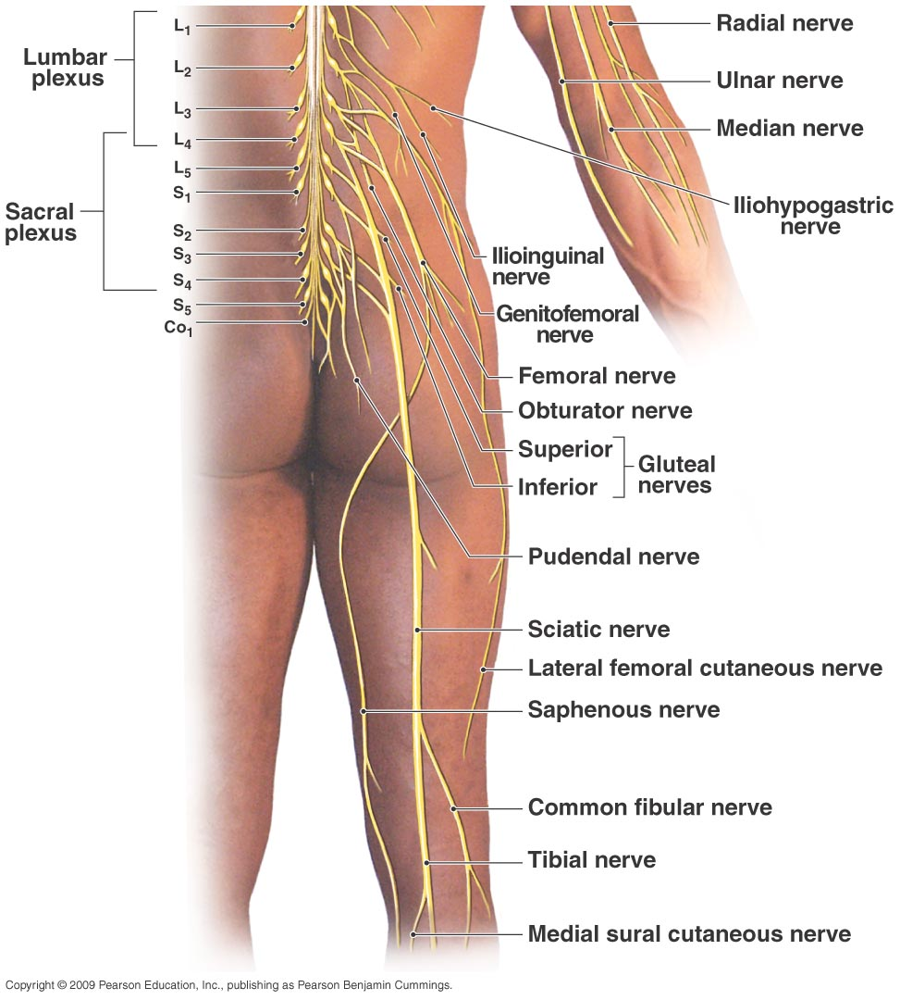 Lumbar
plexus
L1
L2
L3
L4
L5
S1
S2
S3
S4
S5
Co1
Sacral
plexus
Radial nerve
Ulnar nerve
Median nerve
Iliohypogastric
nerve
Ilioinguinal
nerve
Genitofemoral
nerve
Femoral nerve
Obturator nerve
Superior
Inferior
Gluteal
nerves
Pudendal nerve
Sciatic nerve
Lateral femoral cutaneous nerve
Saphenous nerve
Common fibular nerve
Tibial nerve
Medial sural cutaneous nerve
Copyright © 2009 Pearson Education, Inc., publishing as Pearson Benjamin Cummings.